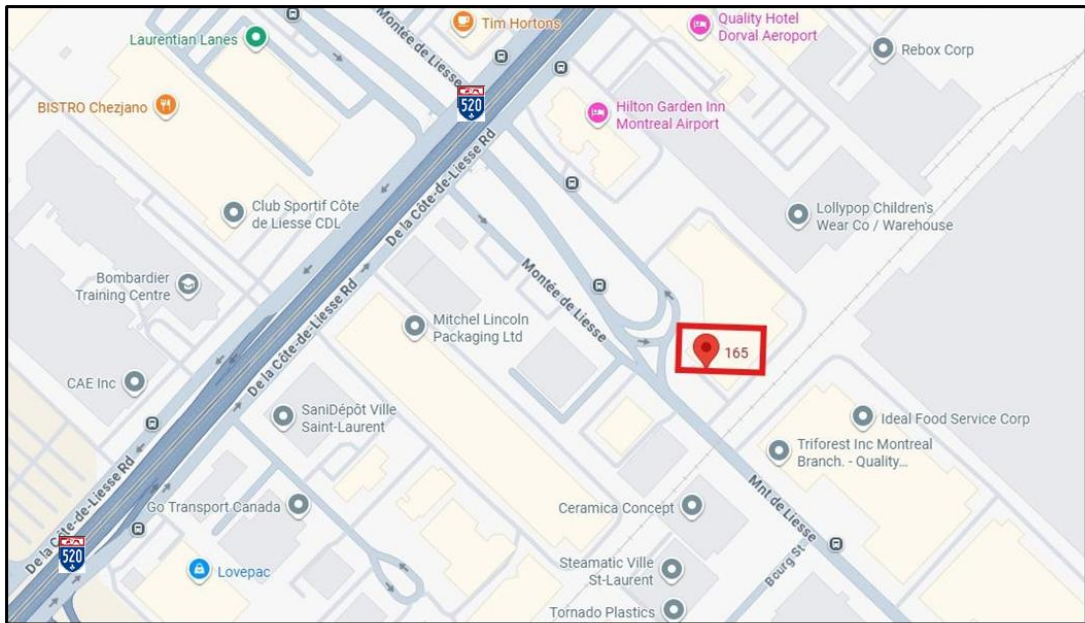 Laurentian Lanes
Montée de Liesse
Tim Hortons
Quality Hotel
Dorval Aeroport
Rebox Corp
BISTRO Chezjano
520
Hilton Garden Inn
Montreal Airport
De la Côte-de-Liesse Rd
De la Côte-de-Liesse Rd
Club Sportif Côte
de Liesse CDL
Lollypop Children's
Wear Co / Warehouse
Bombardier
Training Centre
Montée de Liesse
Mitchel Lincoln
Packaging Ltd
165
De la Côte-de-Liesse Rd
CAE Inc
SaniDépôt Ville
Saint-Laurent
Ideal Food Service Corp
Triforest Inc Montreal
Branch. - Quality...
De la Côte-de-Liesse Rd
Go Transport Canada
Ceramica Concept
Mnt de Liesse
520
Lovepac
Steamatic Ville
St-Laurent
Bourg St.
Tornado Plastics